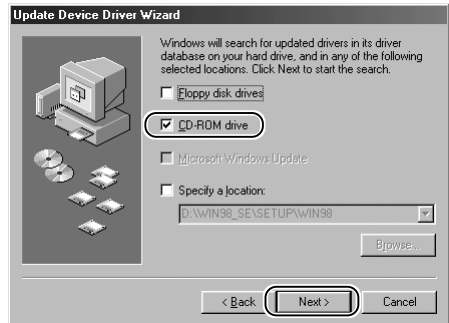 Update Device Driver Wizard
Windows will search for updated drivers in its driver
database on your hard drive, and in any of the following
selected locations. Click Next to start the search.
Floppy disk drives
CD-ROM drive
Microsoft Windows Update
Specify a location:
D:\WIN98_SE\SETUP\WIN98
Browse...
< Back
Next >
Cancel